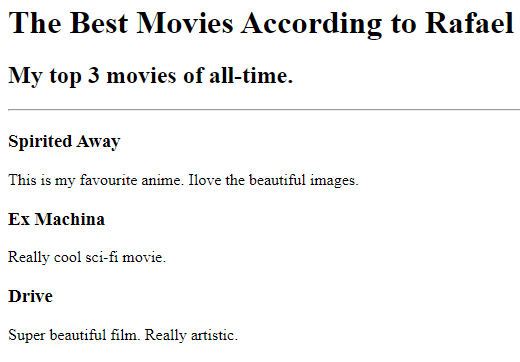 The Best Movies According to Rafael
My top 3 movies of all-time.
Spirited Away
This is my favourite anime. Ilove the beautiful images.
Ex Machina
Really cool sci-fi movie.
Drive
Super beautiful film. Really artistic.